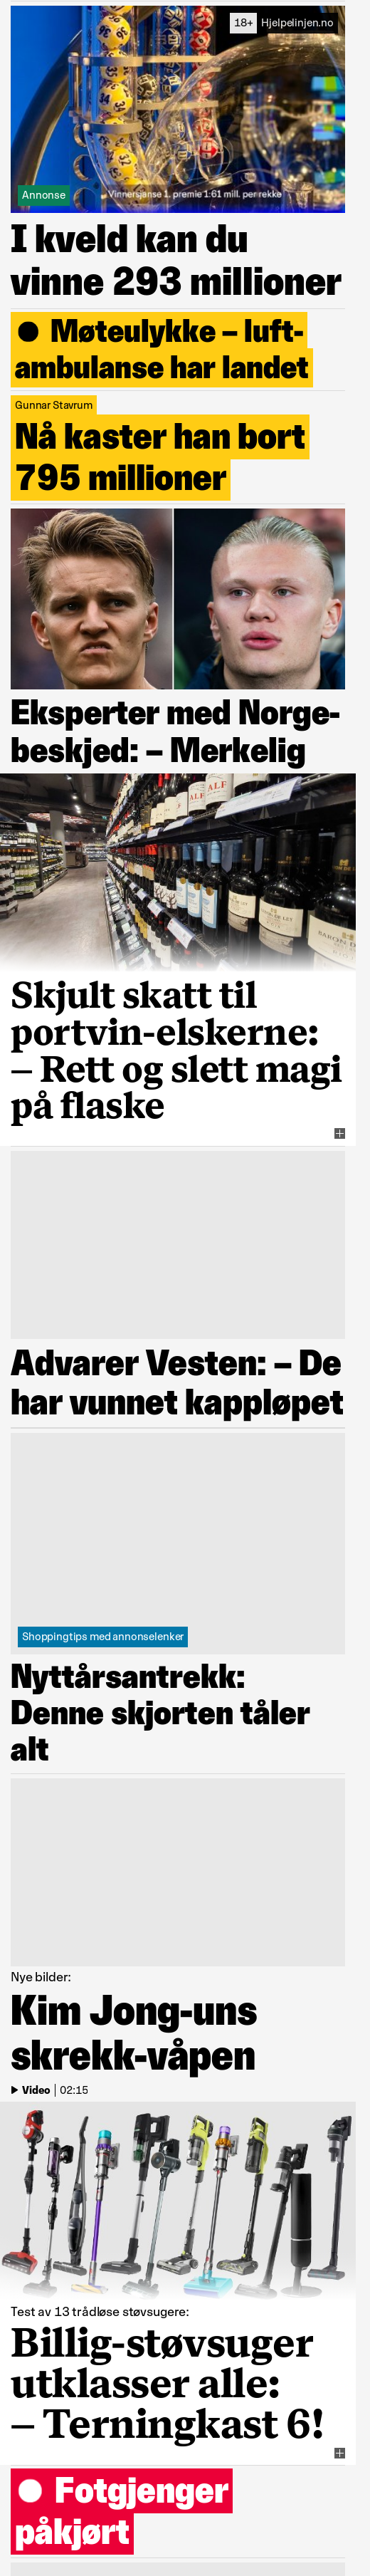 18+ Hjelpelinjen.no
Annonse
Vinnersjanse 1. premie 1:61 mill. per rekke
I kveld kan du
vinne 293 millioner
Møteulykke – luft-
ambulanse har landet
Gunnar Stavrum
Nå kaster han bort
795 millioner
Eksperter med Norge-
beskjed: – Merkelig
Skjult skatt til
portvin-elskerne:
– Rett og slett magi
på flaske
Advarer Vesten: – De
har vunnet kappløpet
Shoppingtips med annonselenker
Nyttårsantrekk:
Denne skjorten tåler
alt
Nye bilder:
Kim Jong-uns
skrekk-våpen
Video | 02:15
Test av 13 trådløse støvsugere:
Billig-støvsuger
utklasser alle:
– Terningkast 6!
Fotgjenger
påkjørt